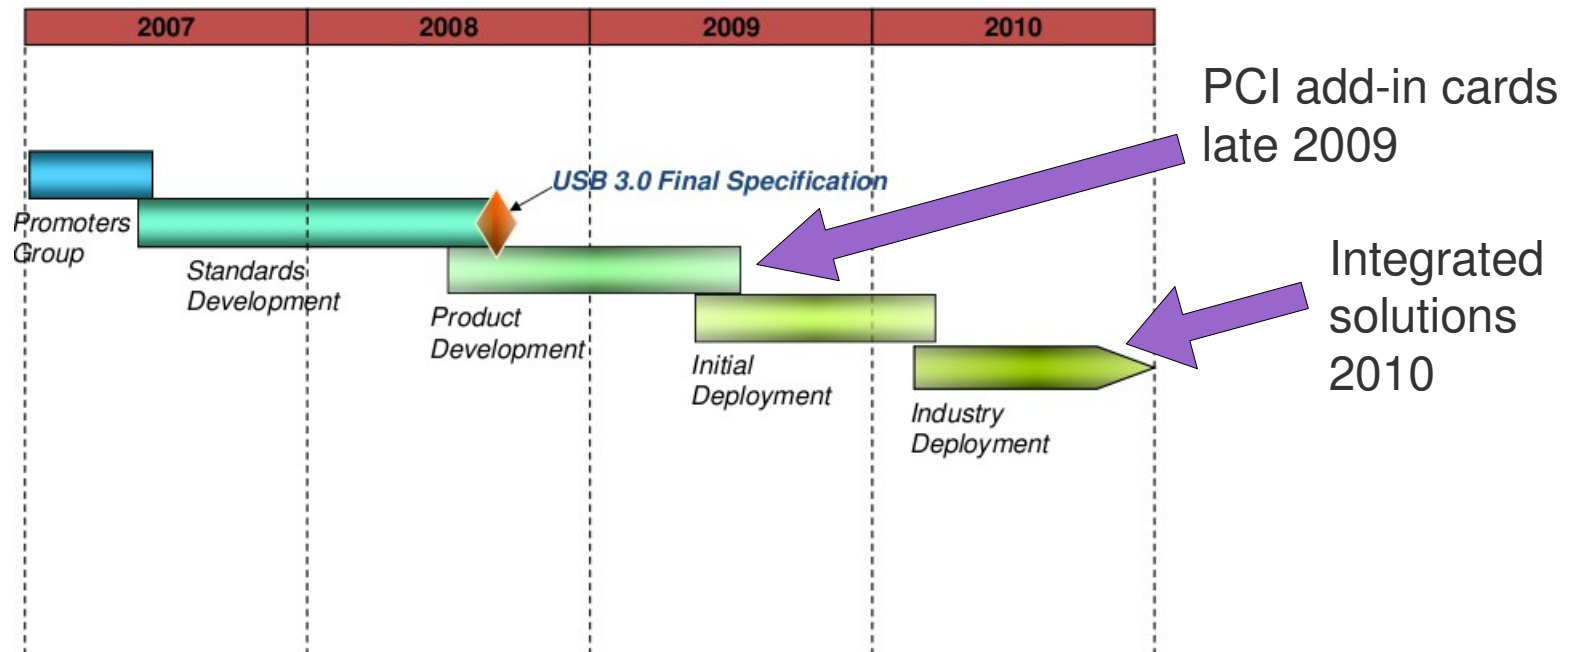 2007 2008 2009 2010
PCI add-in cards
late 2009
USB 3.0 Final Specification
Promoters
Group
Standards
Development
Product
Development
Integrated
solutions
2010
Initial
Deployment
Industry
Deployment